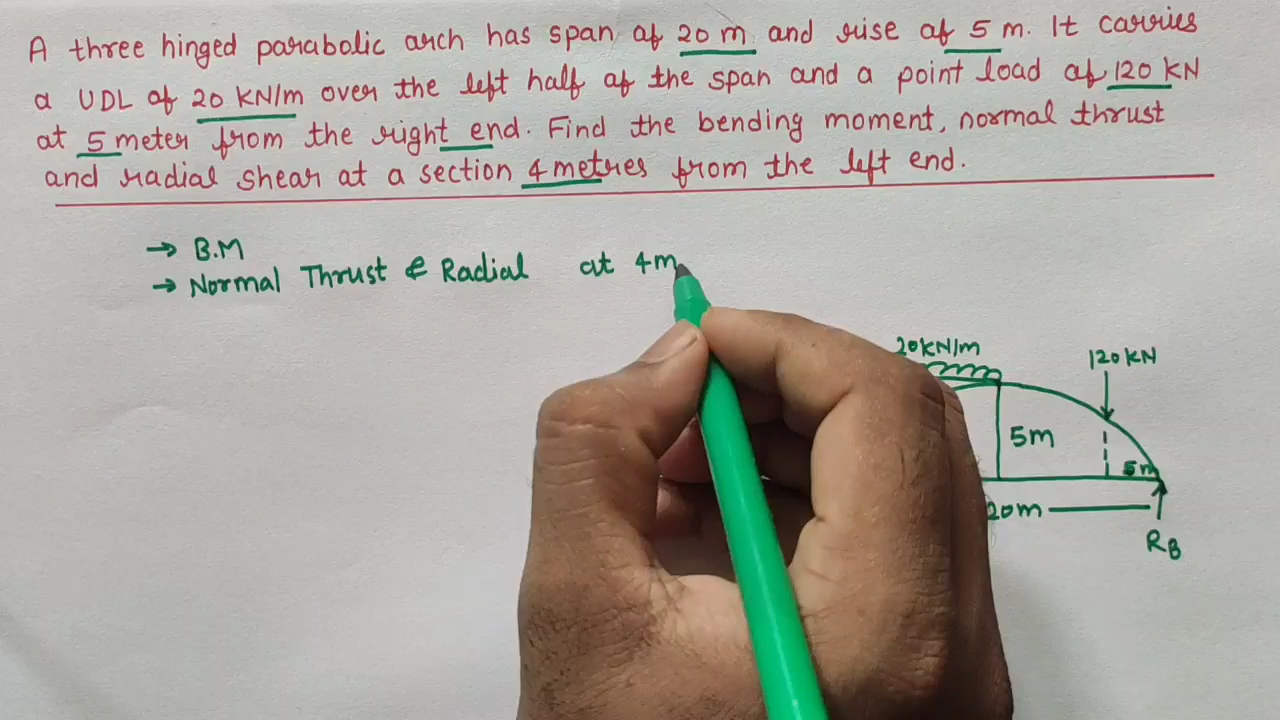 A three hinged parabolic arch has span of 20 m and rise of 5 m. It carries
a UDL of 20 KN/m over the left half of the span and a point load of 120 KN
at 5 meter from the right end. Find the bending moment, normal thrust
and radial shear at a section 4 metres from the left end.
→ B.M
→ Normal Thrust & Radial at 4m
20KN/m
120KN
5m
5m
20m
RB